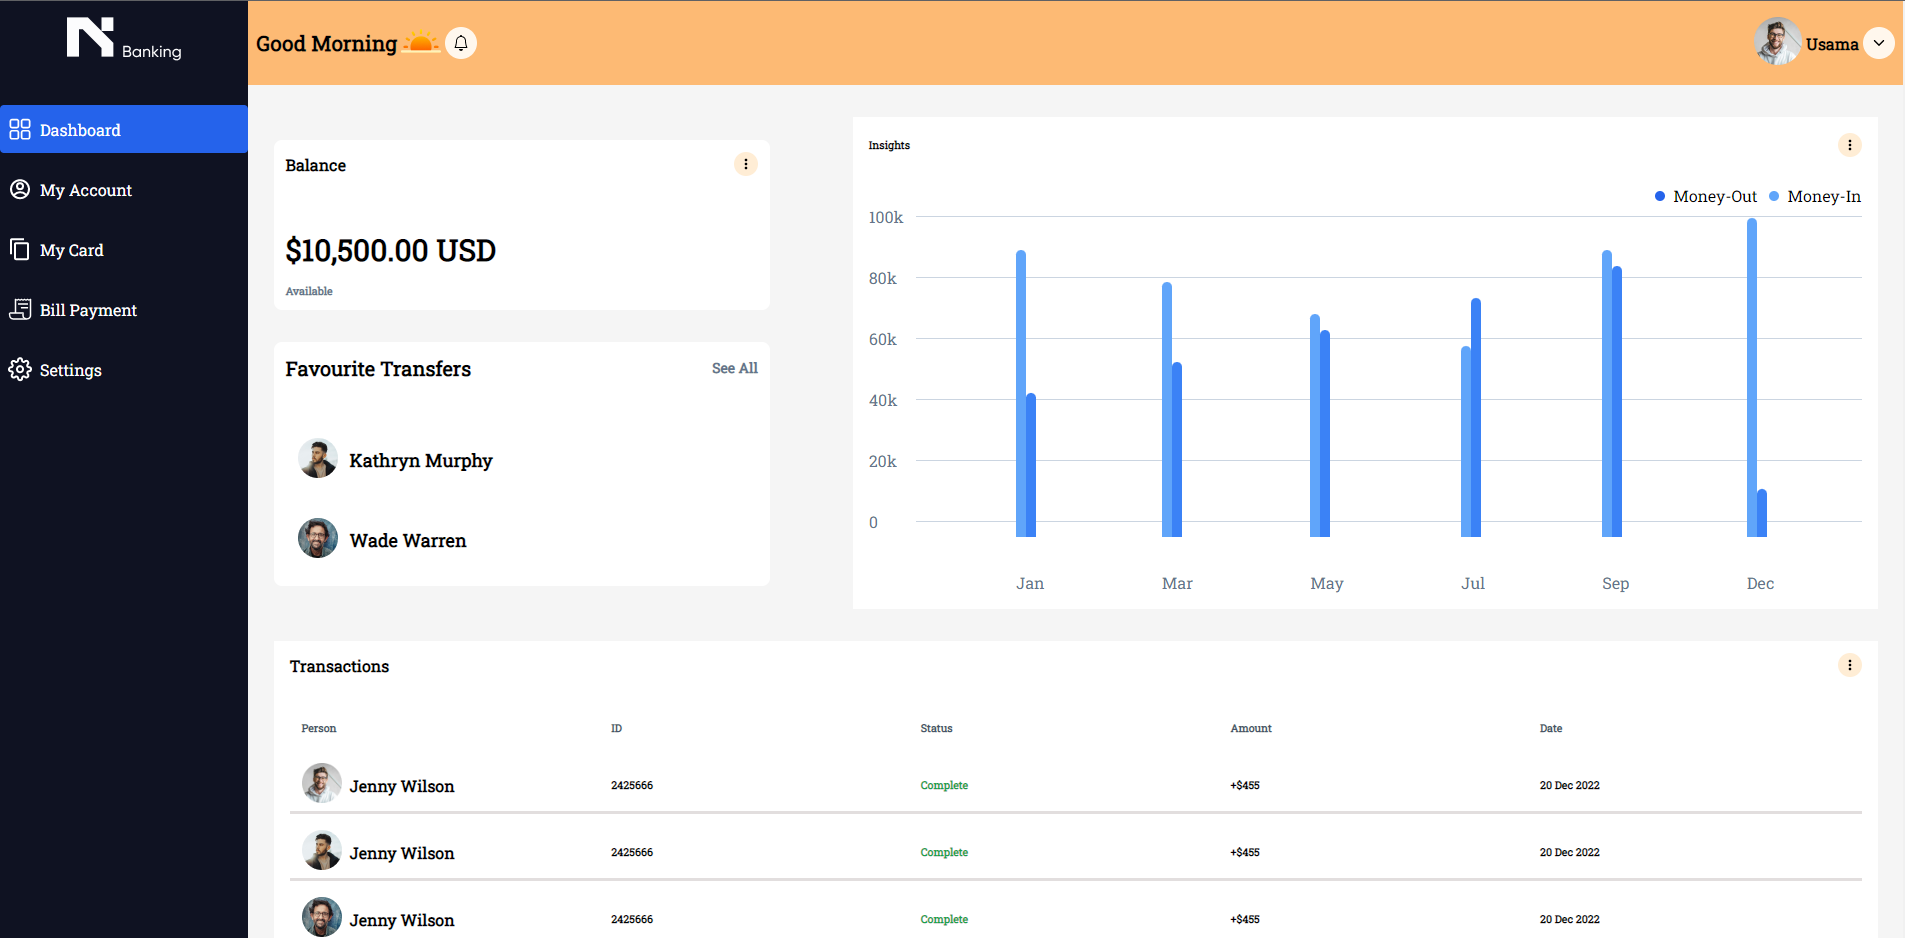 Banking
Good Morning
Usama
Dashboard
My Account
My Card
Bill Payment
Settings
Balance
$10,500.00 USD
Available
Favourite Transfers
See All
Kathryn Murphy
Wade Warren
Insights
Money-Out
Money-In
100k
80k
60k
40k
20k
0
Jan
Mar
May
Jul
Sep
Dec
Transactions
Person ID Status Amount Date
Jenny Wilson 2425666 Complete +$455 20 Dec 2022
Jenny Wilson 2425666 Complete +$455 20 Dec 2022
Jenny Wilson 2425666 Complete +$455 20 Dec 2022